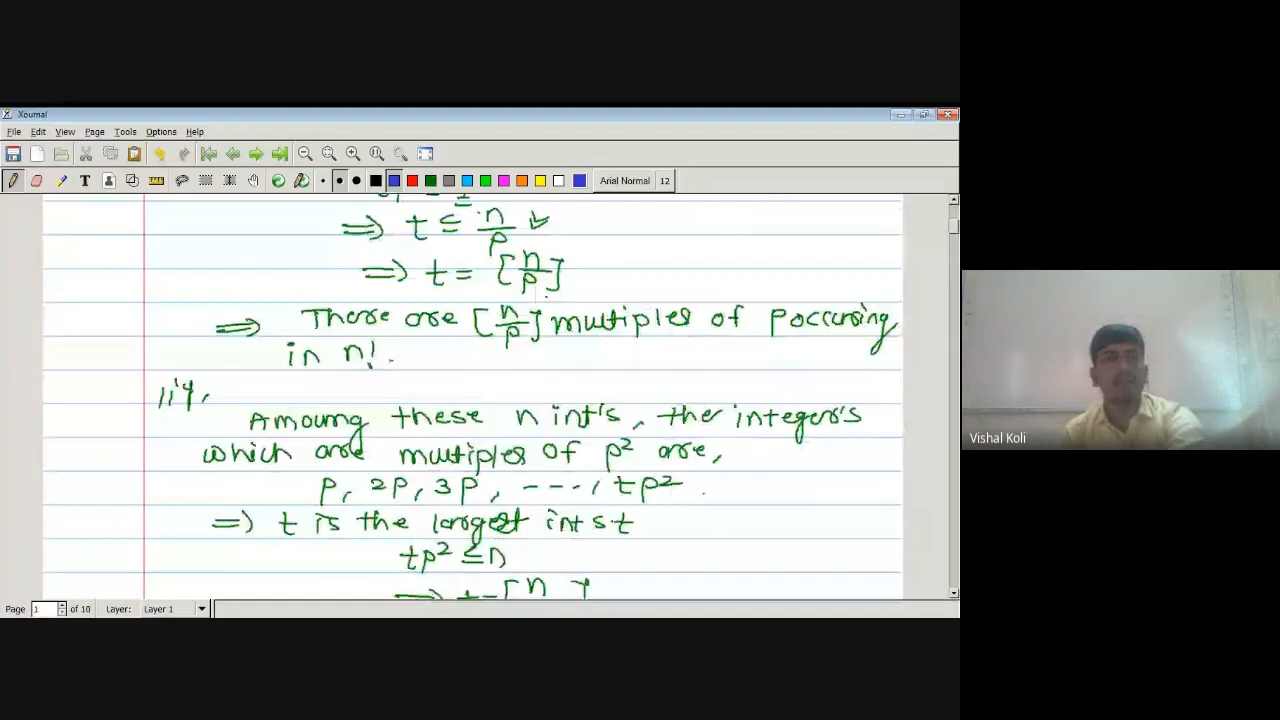 Xournal
File Edit View Page Tools Options Help
Arial Normal 12
⟹ t ≤ n/p
⟹ t = [n/p]
⟹ There are [n/p] multiples of p occuring
in n!.
lll'y,
Amoung these n int's, the integer's
which are multiples of p² are,
p, 2p, 3p, ----, tp².
⟹ t is the largest int s.t
tp² ≤ n
⟹ t = [n
Vishal Koli
Page 1 of 10 Layer: Layer 1